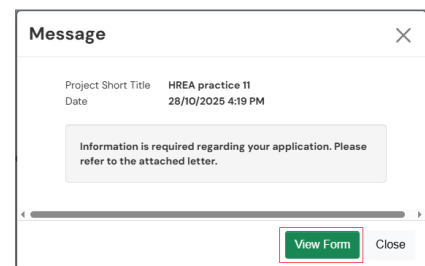 Message
Project Short Title HREA practice 11
Date 28/10/2025 4:19 PM
Information is required regarding your application. Please
refer to the attached letter.
View Form Close